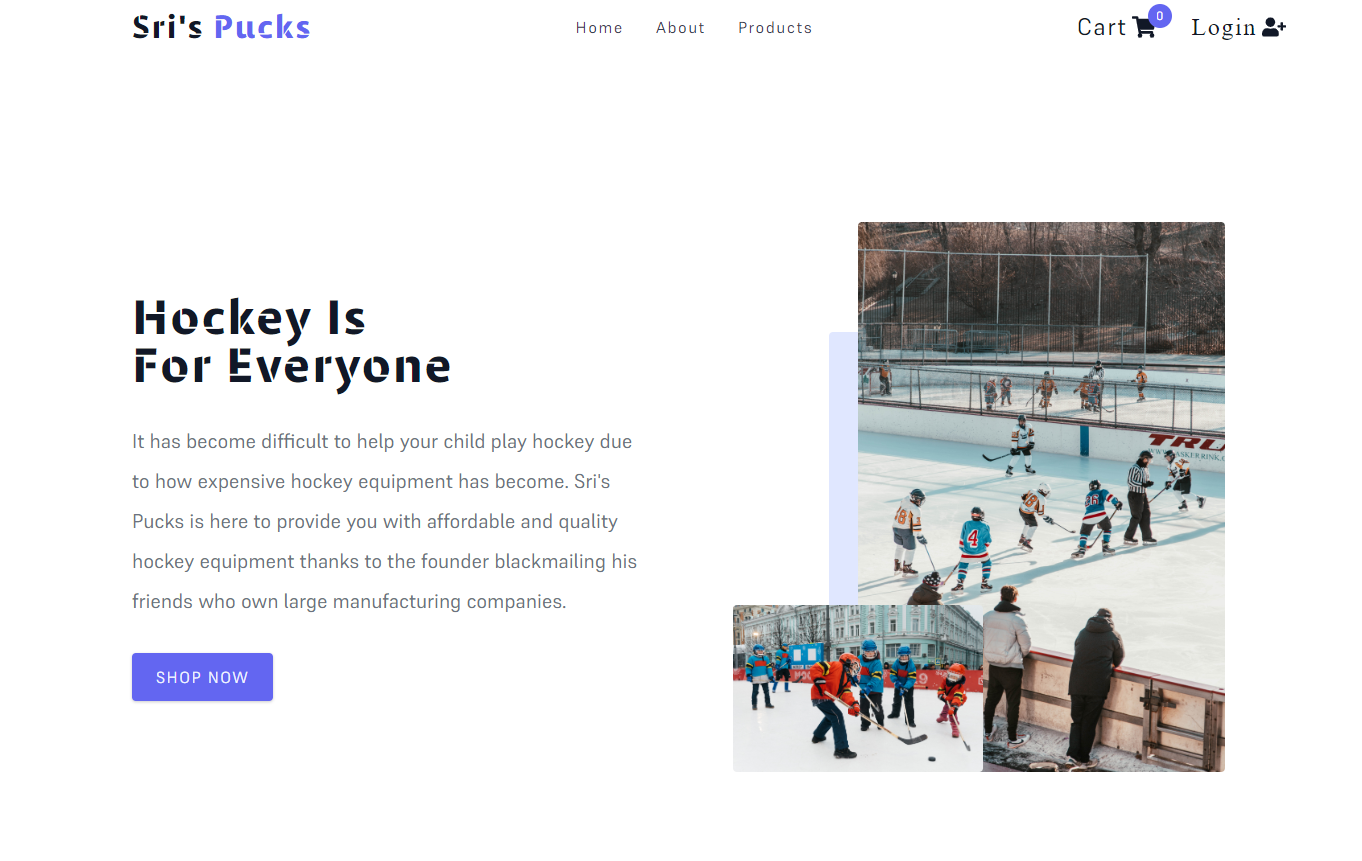 Sri's Pucks
Home
About
Products
Cart
0
Login
Hockey Is
For Everyone
It has become difficult to help your child play hockey due
to how expensive hockey equipment has become. Sri's
Pucks is here to provide you with affordable and quality
hockey equipment thanks to the founder blackmailing his
friends who own large manufacturing companies.
SHOP NOW
4